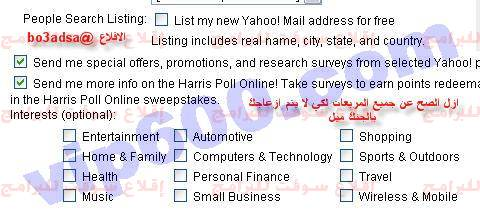 People Search Listing: List my new Yahoo! Mail address for free
bo3adsa@ الاقلاع
Listing includes real name, city, state, and country.
Send me special offers, promotions, and research surveys from selected Yahoo! p
Send me more info on the Harris Poll Online! Take surveys to earn points redeema
in the Harris Poll Online sweepstakes.
ازل الصح عن جميع المربعات لكي لا يتم ازعاجك
بالجنك ميل
Interests (optional):
Entertainment Automotive Shopping
Home & Family Computers & Technology Sports & Outdoors
Health Personal Finance Travel
Music Small Business Wireless & Mobile
إقلاع سوفت للبرامج